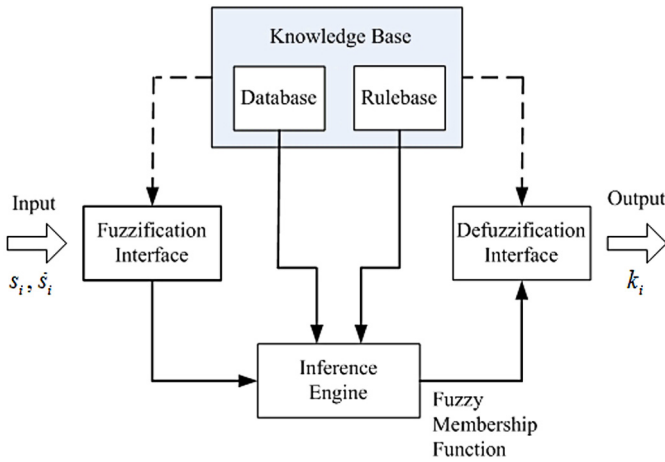 Knowledge Base
Database
Rulebase
Input
s_i, ṡ_i
Fuzzification
Interface
Defuzzification
Interface
Output
k_i
Inference
Engine
Fuzzy
Membership
Function